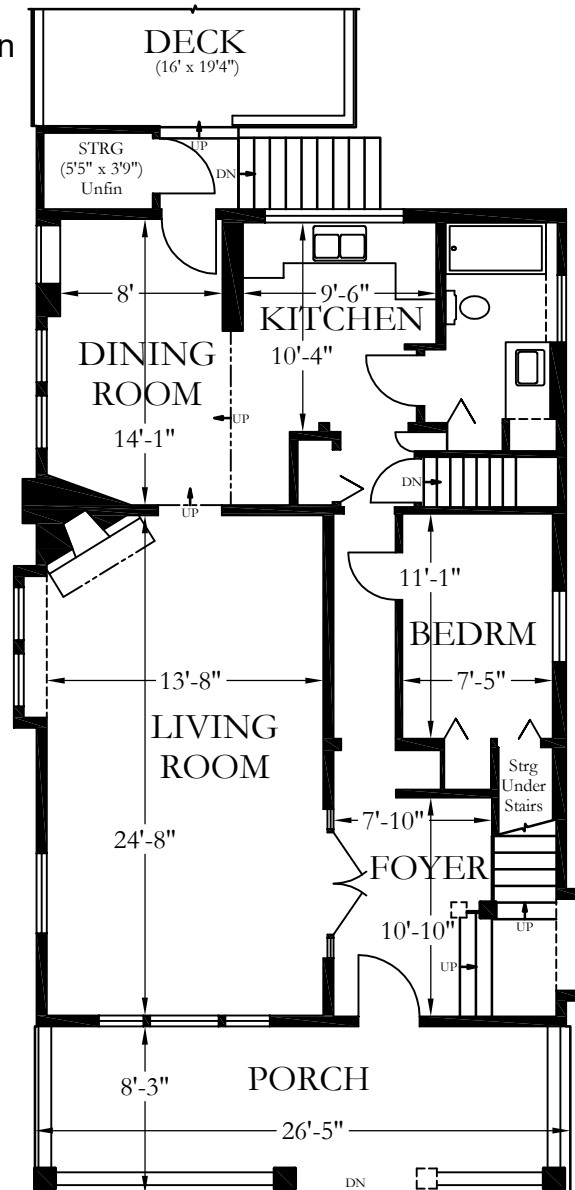 n
DECK
(16' x 19'4")
UP
STRG
(5'5" x 3'9")
Unfin
DN
8'
9'-6"
KITCHEN
10'-4"
DINING
ROOM
UP
14'-1"
DN
UP
11'-1"
BEDRM
7'-5"
13'-8"
LIVING
ROOM
Strg
Under
Stairs
7'-10"
24'-8"
FOYER
10'-10"
UP
UP
8'-3"
PORCH
26'-5"
DN